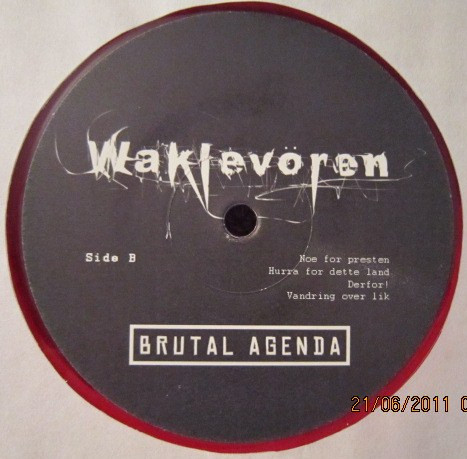 Waklevören
Side B
Noe for presten
Hurra for dette land
Derfor!
Vandring over lik
BRUTAL AGENDA
21/06/2011